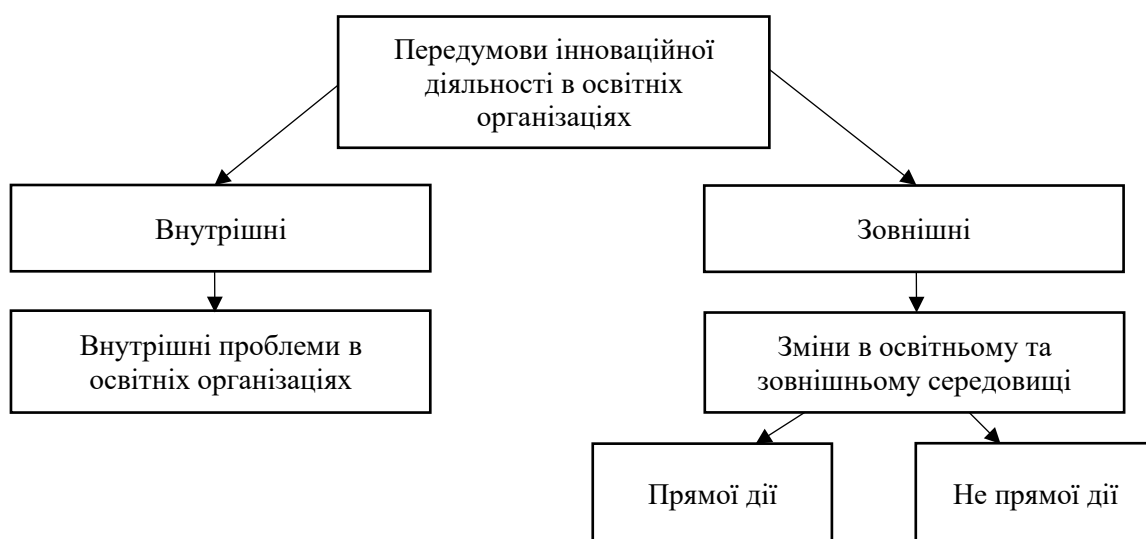 Передумови інноваційної
діяльності в освітніх
організаціях
Внутрішні
Зовнішні
Внутрішні проблеми в
освітніх організаціях
Зміни в освітньому та
зовнішньому середовищі
Прямої дії
Не прямої дії